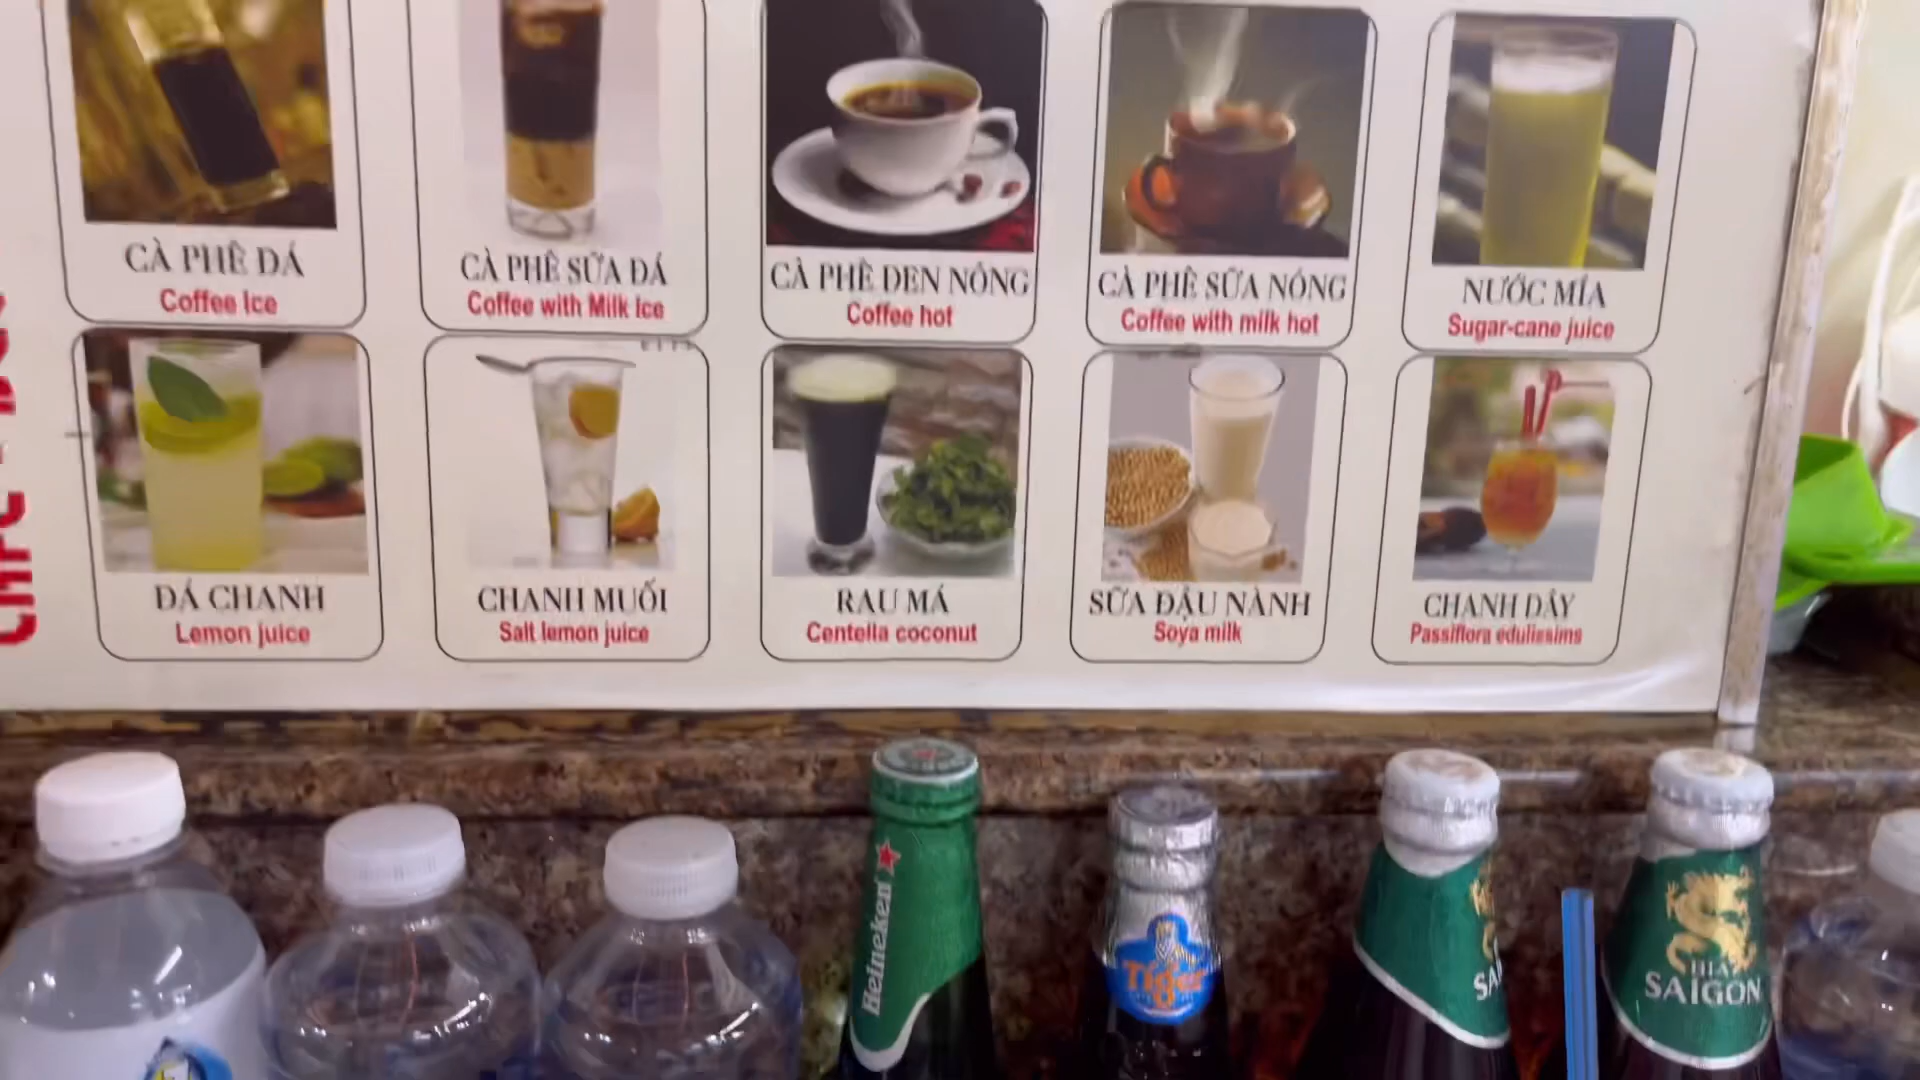 CÀ PHÊ ĐÁ
Coffee Ice
CÀ PHÊ SỮA ĐÁ
Coffee with Milk Ice
CÀ PHÊ ĐEN NÓNG
Coffee hot
CÀ PHÊ SỮA NÓNG
Coffee with milk hot
NƯỚC MÍA
Sugar-cane juice
ĐÁ CHANH
Lemon juice
CHANH MUỐI
Salt lemon juice
RAU MÁ
Centella coconut
SỮA ĐẬU NÀNH
Soya milk
CHANH DÂY
Passiflora edulissims
Heineken
Tiger
SA
BIA
SAIGON